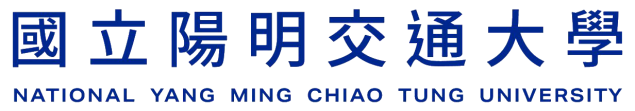 國立陽明交通大學
NATIONAL YANG MING CHIAO TUNG UNIVERSITY